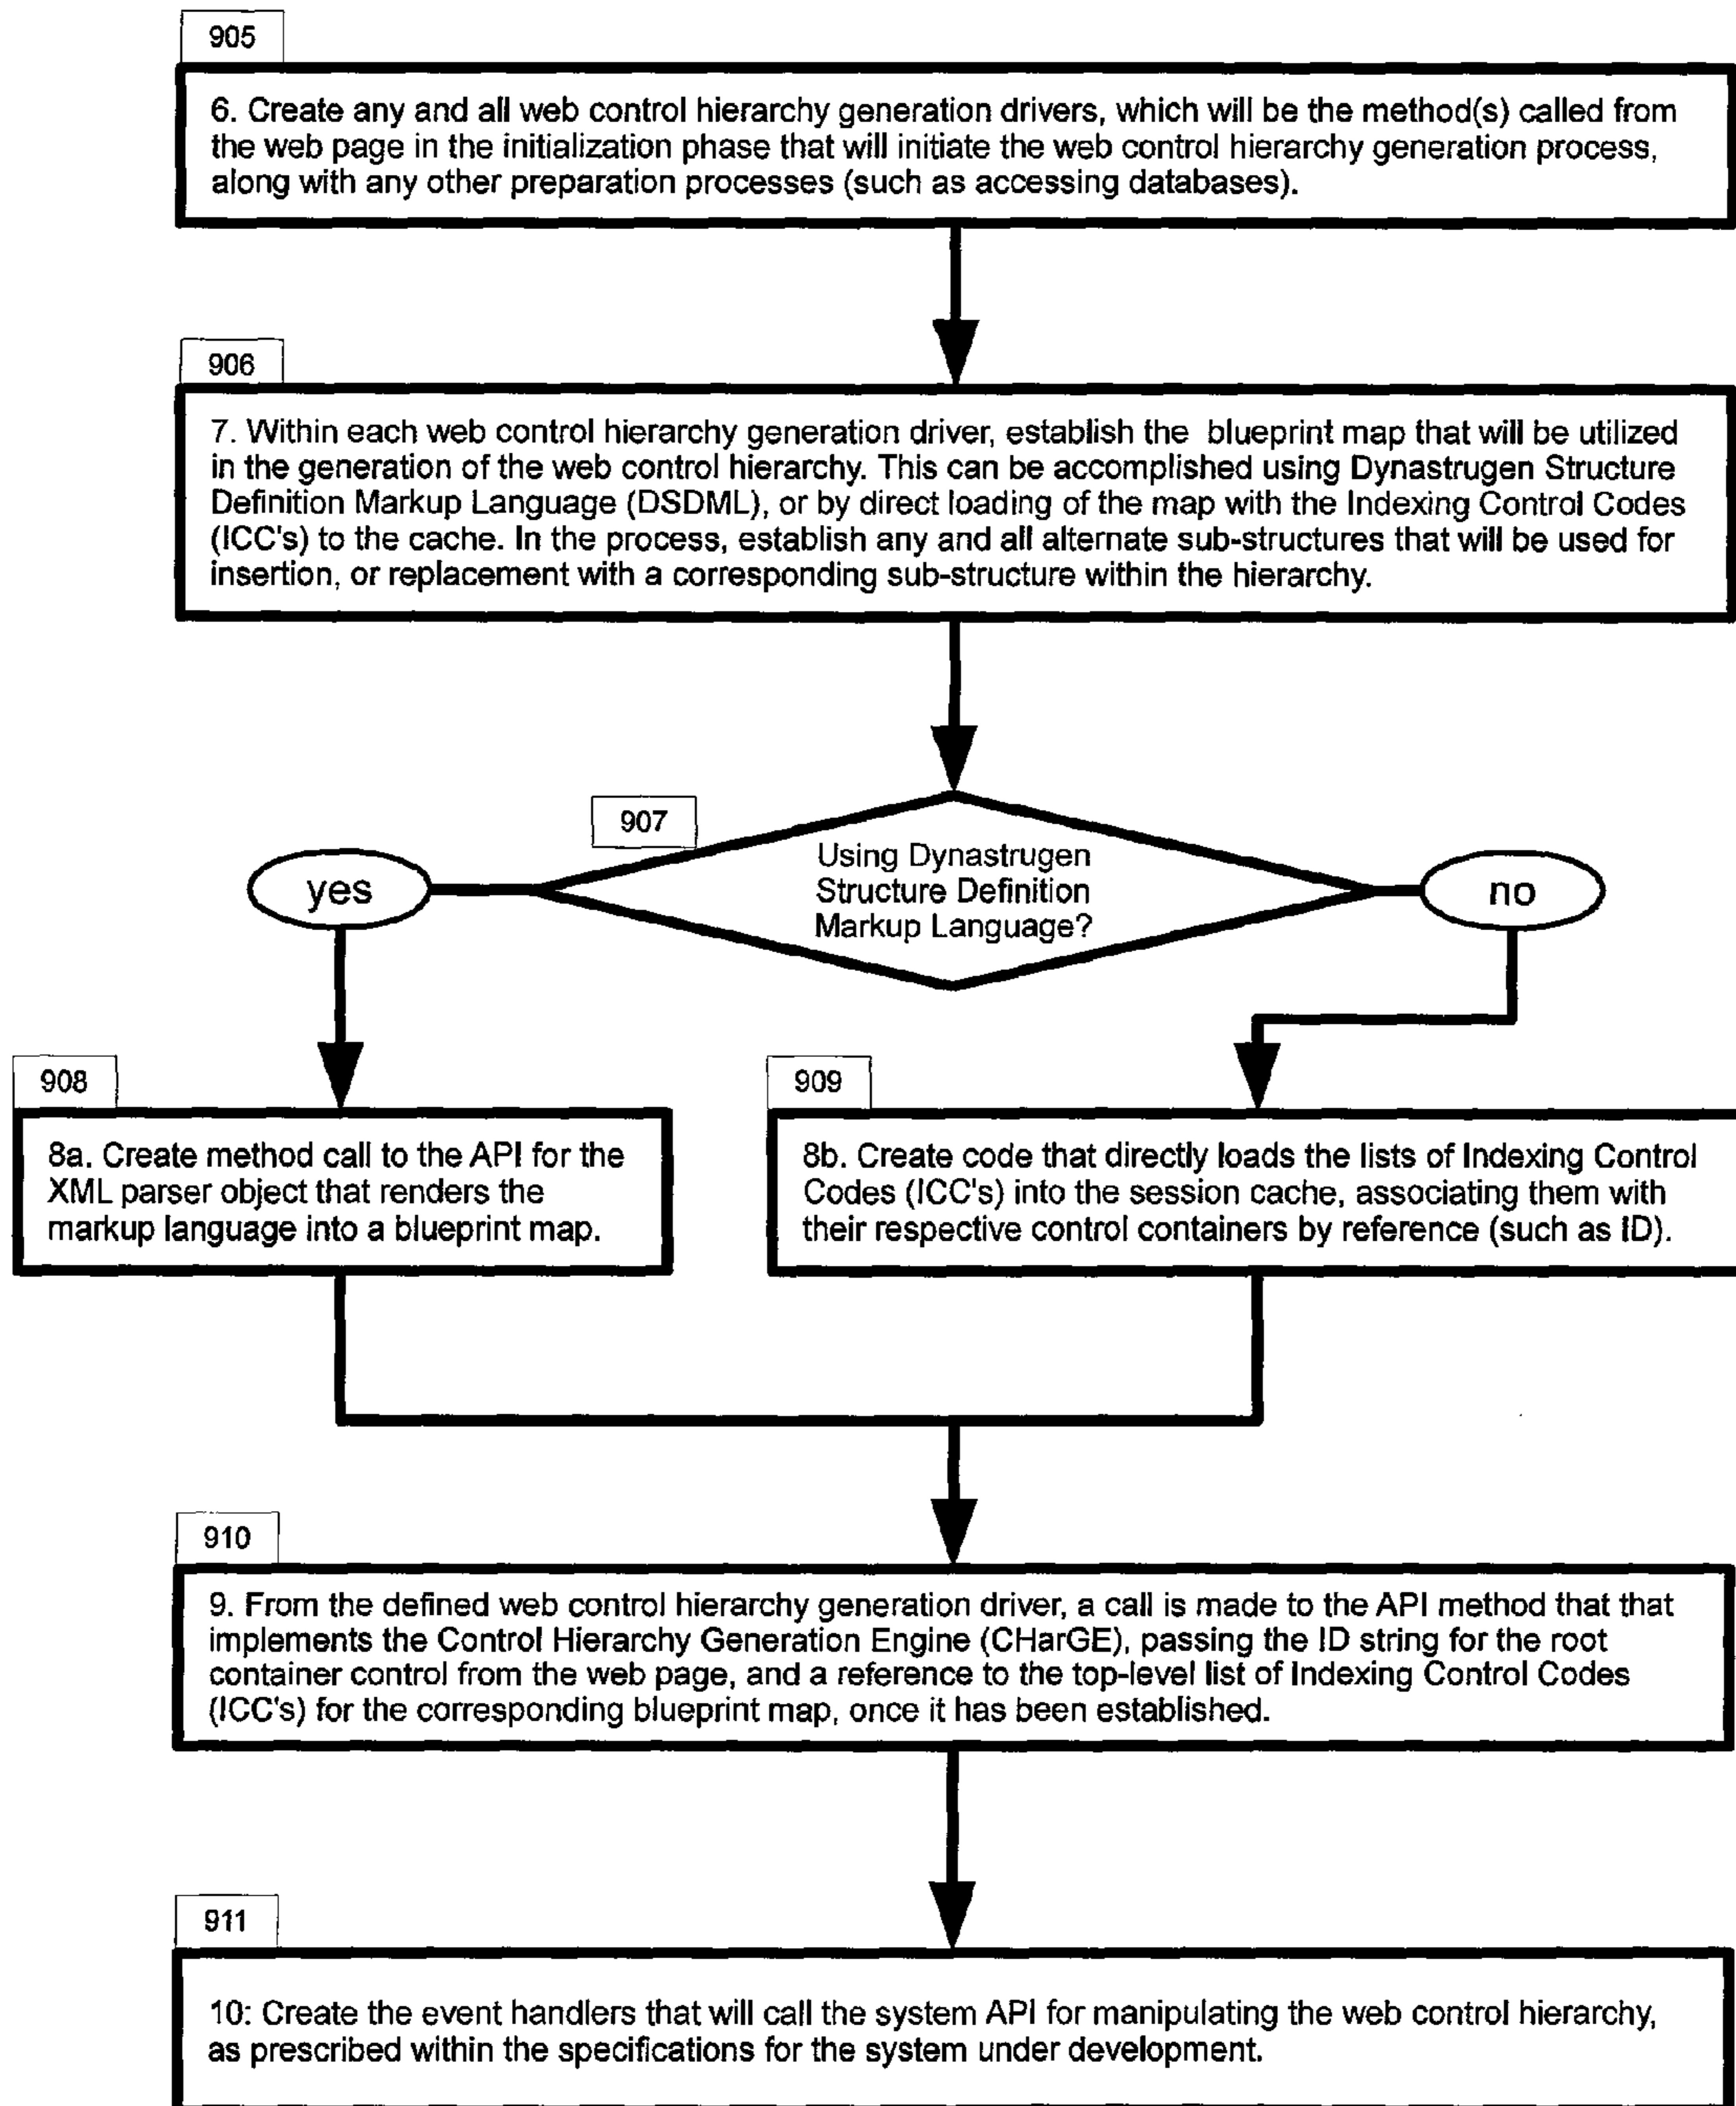 905
6. Create any and all web control hierarchy generation drivers, which will be the method(s) called from
the web page in the initialization phase that will initiate the web control hierarchy generation process,
along with any other preparation processes (such as accessing databases).
906
7. Within each web control hierarchy generation driver, establish the blueprint map that will be utilized
in the generation of the web control hierarchy. This can be accomplished using Dynastrugen Structure
Definition Markup Language (DSDML), or by direct loading of the map with the Indexing Control Codes
(ICC's) to the cache. In the process, establish any and all alternate sub-structures that will be used for
insertion, or replacement with a corresponding sub-structure within the hierarchy.
907
Using Dynastrugen
Structure Definition
Markup Language?
yes
no
908
8a. Create method call to the API for the
XML parser object that renders the
markup language into a blueprint map.
909
8b. Create code that directly loads the lists of Indexing Control
Codes (ICC's) into the session cache, associating them with
their respective control containers by reference (such as ID).
910
9. From the defined web control hierarchy generation driver, a call is made to the API method that that
implements the Control Hierarchy Generation Engine (CHarGE), passing the ID string for the root
container control from the web page, and a reference to the top-level list of Indexing Control Codes
(ICC's) for the corresponding blueprint map, once it has been established.
911
10: Create the event handlers that will call the system API for manipulating the web control hierarchy,
as prescribed within the specifications for the system under development.